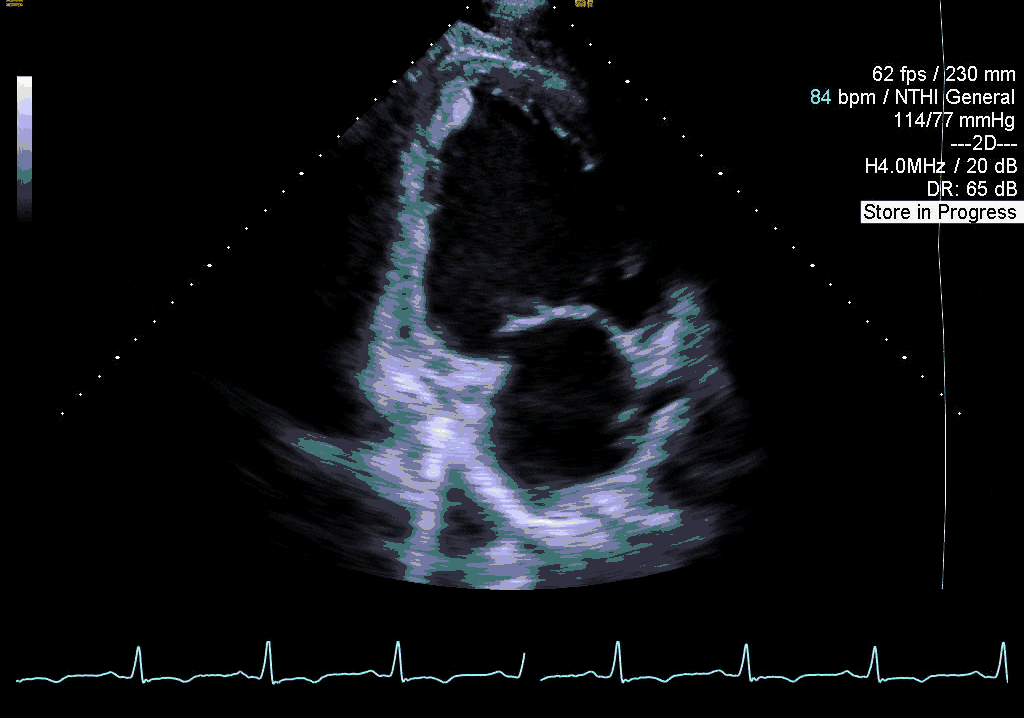 62 fps / 230 mm
84 bpm / NTHI General
114/77 mmHg
---2D---
H4.0MHz / 20 dB
DR: 65 dB
Store in Progress